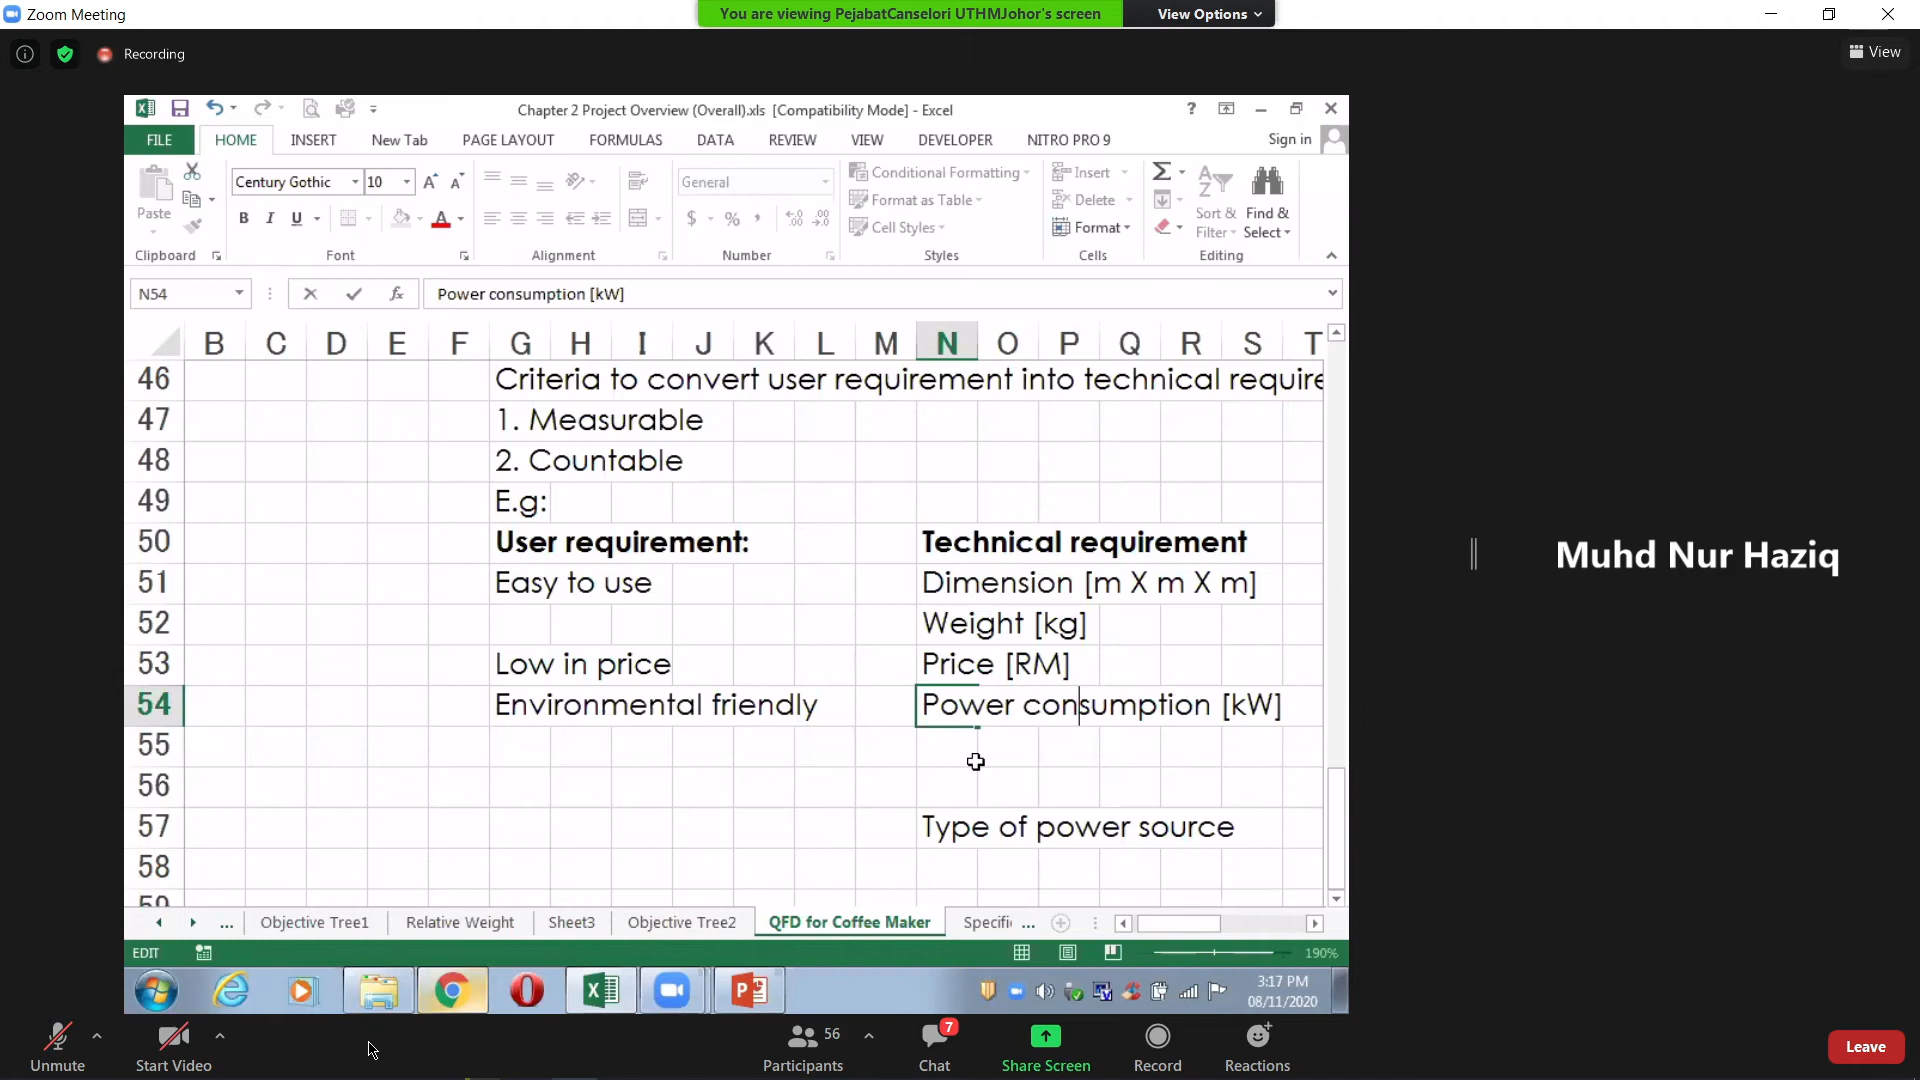 Zoom Meeting
You are viewing PejabatCanselori UTHMJohor's screen
View Options
Recording
View
Chapter 2 Project Overview (Overall).xls [Compatibility Mode] - Excel
FILE HOME INSERT New Tab PAGE LAYOUT FORMULAS DATA REVIEW VIEW DEVELOPER NITRO PRO 9 Sign in
Paste
Clipboard
Century Gothic 10
B I U
Font
Alignment
General
$ % ,
Number
Conditional Formatting
Format as Table
Cell Styles
Styles
Insert
Delete
Format
Cells
Sort & Filter
Find & Select
Editing
N54
fx
Power consumption [kW]
B C D E F G H I J K L M N O P Q R S T
46 Criteria to convert user requirement into technical require
47 1. Measurable
48 2. Countable
49 E.g:
50 User requirement: Technical requirement
51 Easy to use Dimension [m X m X m]
52 Weight [kg]
53 Low in price Price [RM]
54 Environmental friendly Power consumption [kW]
55
56
57 Type of power source
58
59
... Objective Tree1 Relative Weight Sheet3 Objective Tree2 QFD for Coffee Maker Specifi ...
EDIT
190%
3:17 PM
08/11/2020
Muhd Nur Haziq
Unmute
Start Video
56
Participants
7
Chat
Share Screen
Record
Reactions
Leave